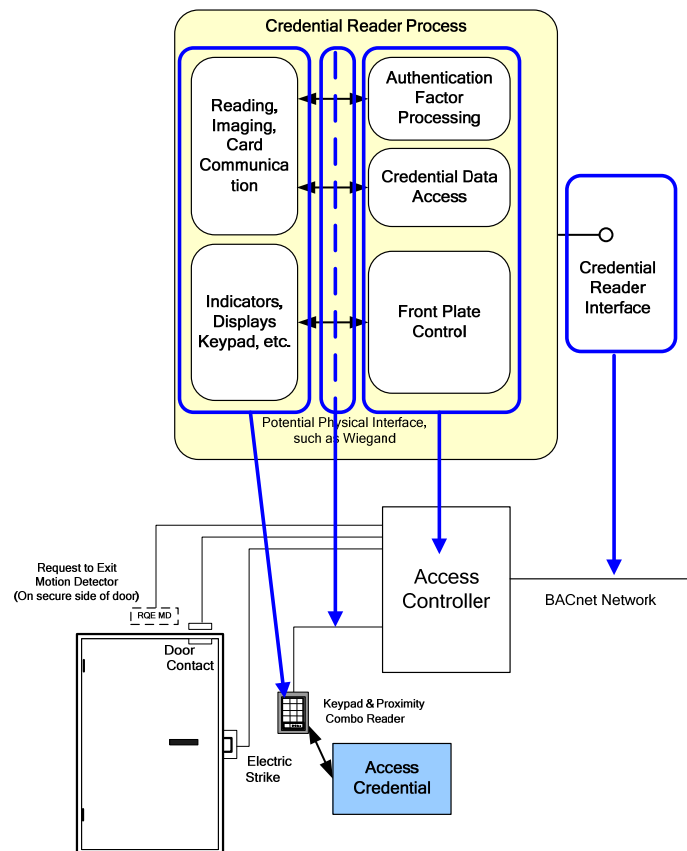 Credential Reader Process
Reading,
Imaging,
Card
Communica
tion
Authentication
Factor
Processing
Credential Data
Access
Indicators,
Displays
Keypad, etc.
Front Plate
Control
Credential
Reader
Interface
Potential Physical Interface,
such as Wiegand
Request to Exit
Motion Detector
(On secure side of door)
RQE MD
Door
Contact
Access
Controller
BACnet Network
Keypad & Proximity
Combo Reader
Electric
Strike
Access
Credential